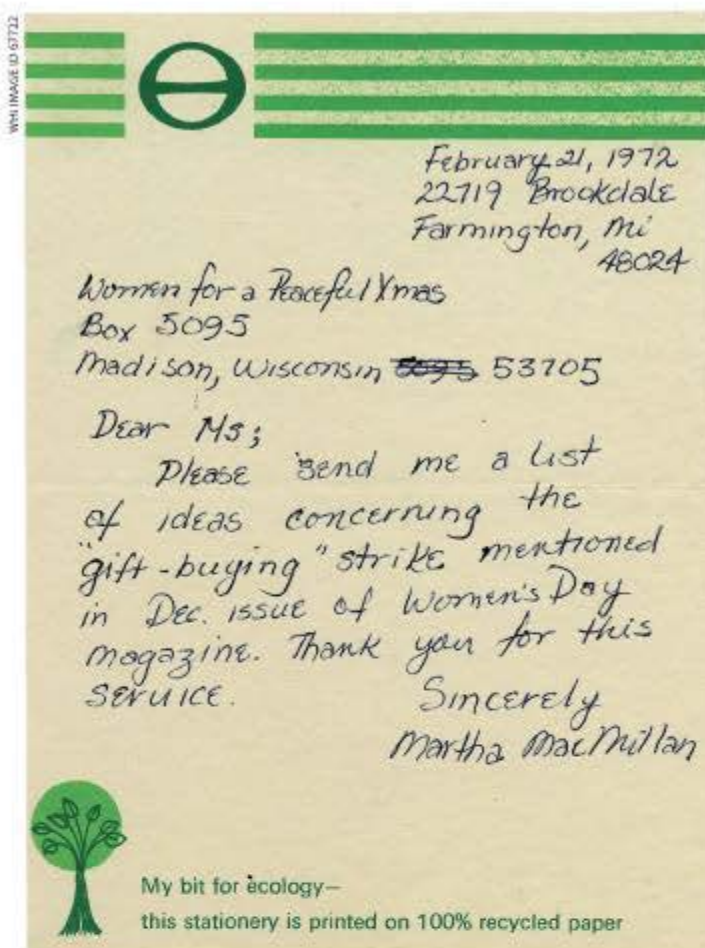 WHI IMAGE ID 67722
February 21, 1972
22719 Brookdale
Farmington, Mi
48024
Women for a Peaceful Xmas
Box 5095
Madison, Wisconsin 5095 53705
Dear Ms;
Please send me a list
of ideas concerning the
"gift-buying" strike mentioned
in Dec. issue of Women's Day
magazine. Thank you for this
service.
Sincerely
Martha MacMillan
My bit for ecology—
this stationery is printed on 100% recycled paper